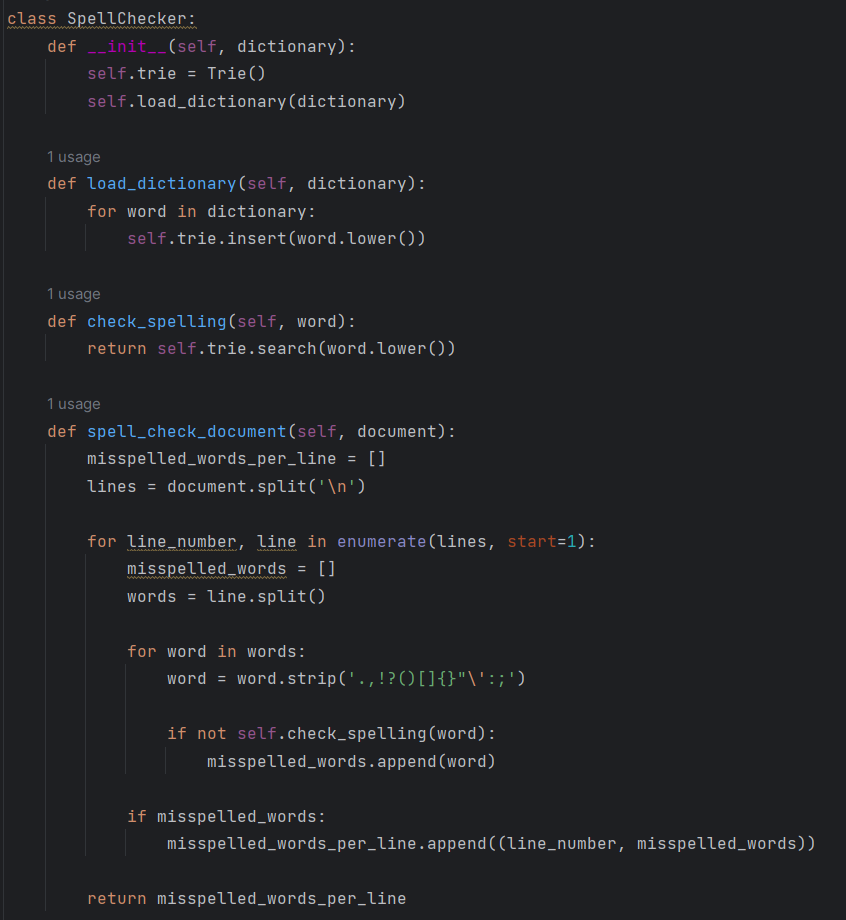 class SpellChecker:
    def __init__(self, dictionary):
        self.trie = Trie()
        self.load_dictionary(dictionary)

    1 usage
    def load_dictionary(self, dictionary):
        for word in dictionary:
            self.trie.insert(word.lower())

    1 usage
    def check_spelling(self, word):
        return self.trie.search(word.lower())

    1 usage
    def spell_check_document(self, document):
        misspelled_words_per_line = []
        lines = document.split('\n')

        for line_number, line in enumerate(lines, start=1):
            misspelled_words = []
            words = line.split()

            for word in words:
                word = word.strip('.,!?()[]{}"\':;')

                if not self.check_spelling(word):
                    misspelled_words.append(word)

            if misspelled_words:
                misspelled_words_per_line.append((line_number, misspelled_words))

        return misspelled_words_per_line